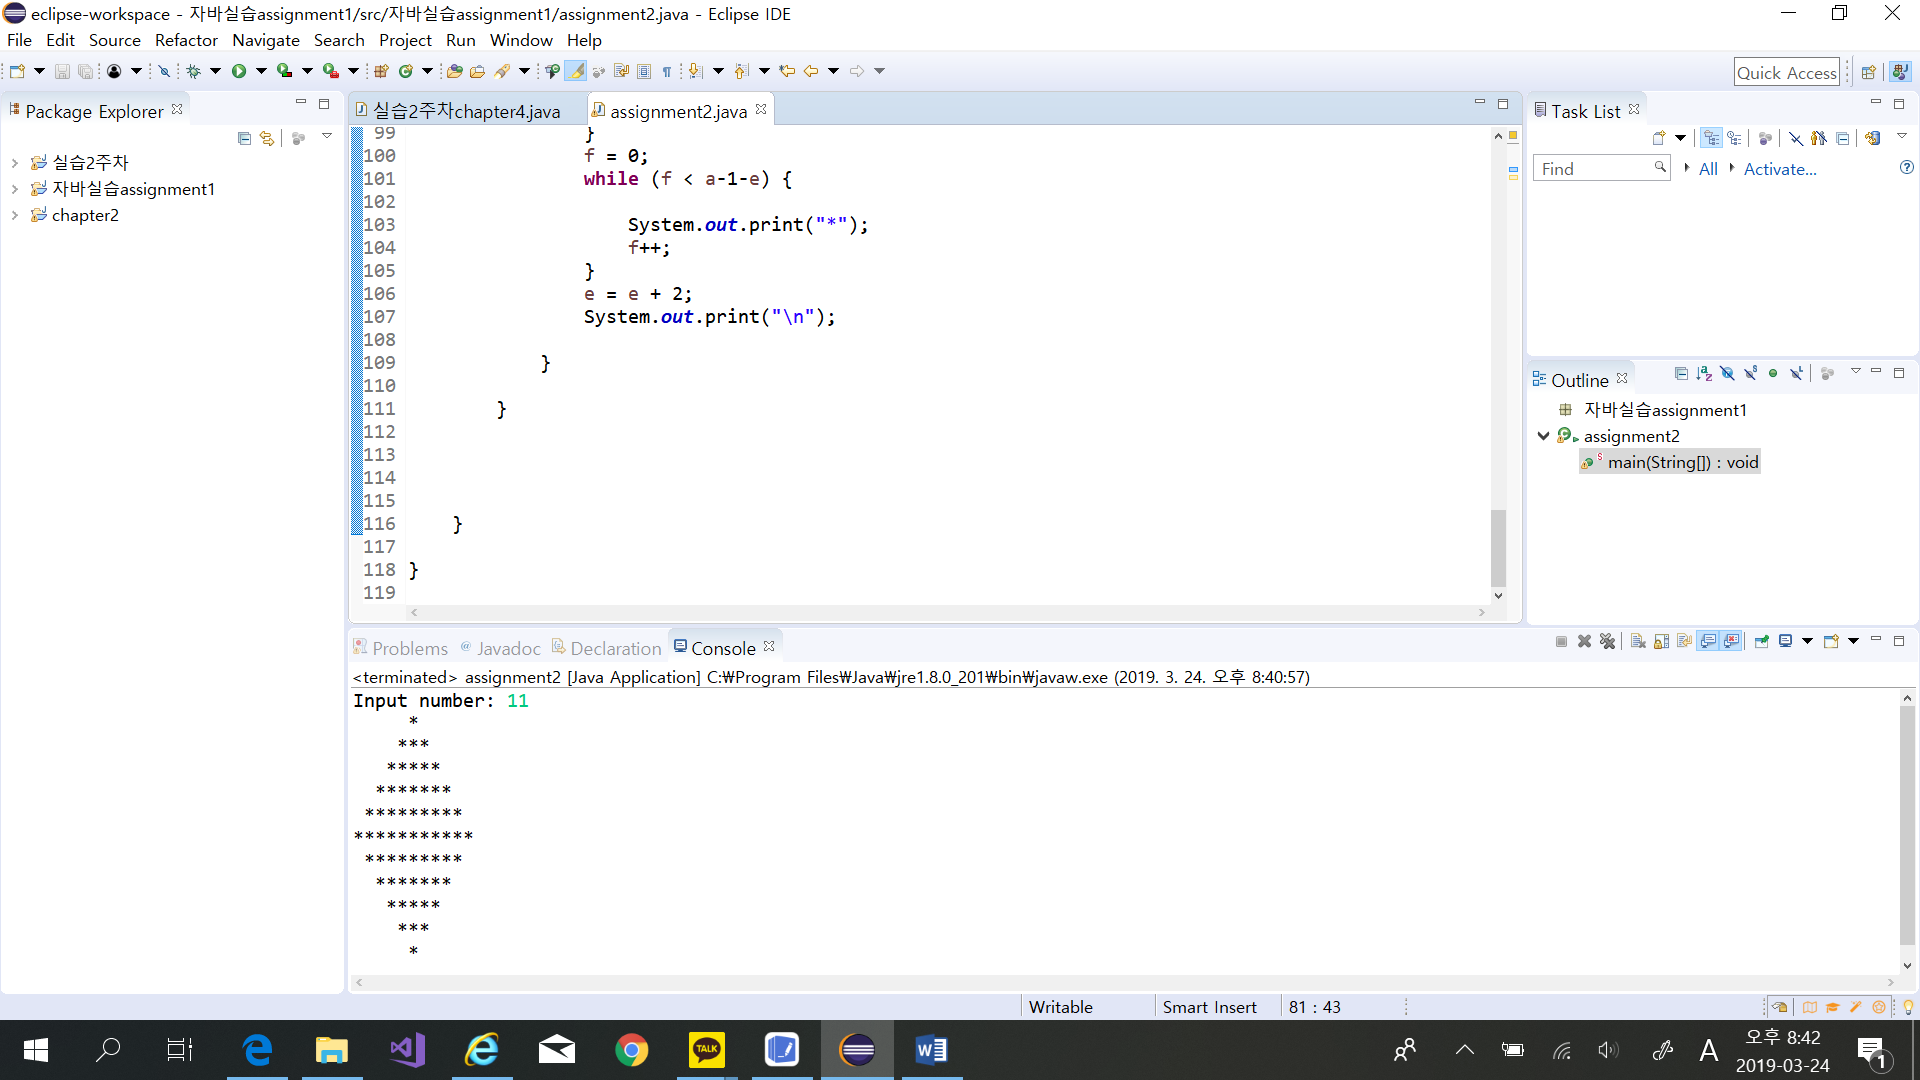 eclipse-workspace - 자바실습assignment1/src/자바실습assignment1/assignment2.java - Eclipse IDE
File Edit Source Refactor Navigate Search Project Run Window Help
Quick Access
Package Explorer
실습2주차
자바실습assignment1
chapter2
실습2주차chapter4.java
assignment2.java
99 }
100 f = 0;
101 while (f < a-1-e) {
102
103 System.out.print("*");
104 f++;
105 }
106 e = e + 2;
107 System.out.print("\n");
108
109 }
110
111 }
112
113
114
115
116 }
117
118 }
119
Task List
Find
All
Activate...
Outline
자바실습assignment1
assignment2
main(String[]) : void
Problems @ Javadoc Declaration Console
<terminated> assignment2 [Java Application] C:₩Program Files₩Java₩jre1.8.0_201₩bin₩javaw.exe (2019. 3. 24. 오후 8:40:57)
Input number: 11
*
***
*****
*******
*********
***********
*********
*******
*****
***
*
Writable
Smart Insert
81 : 43
TALK
A
오후 8:42
2019-03-24
1